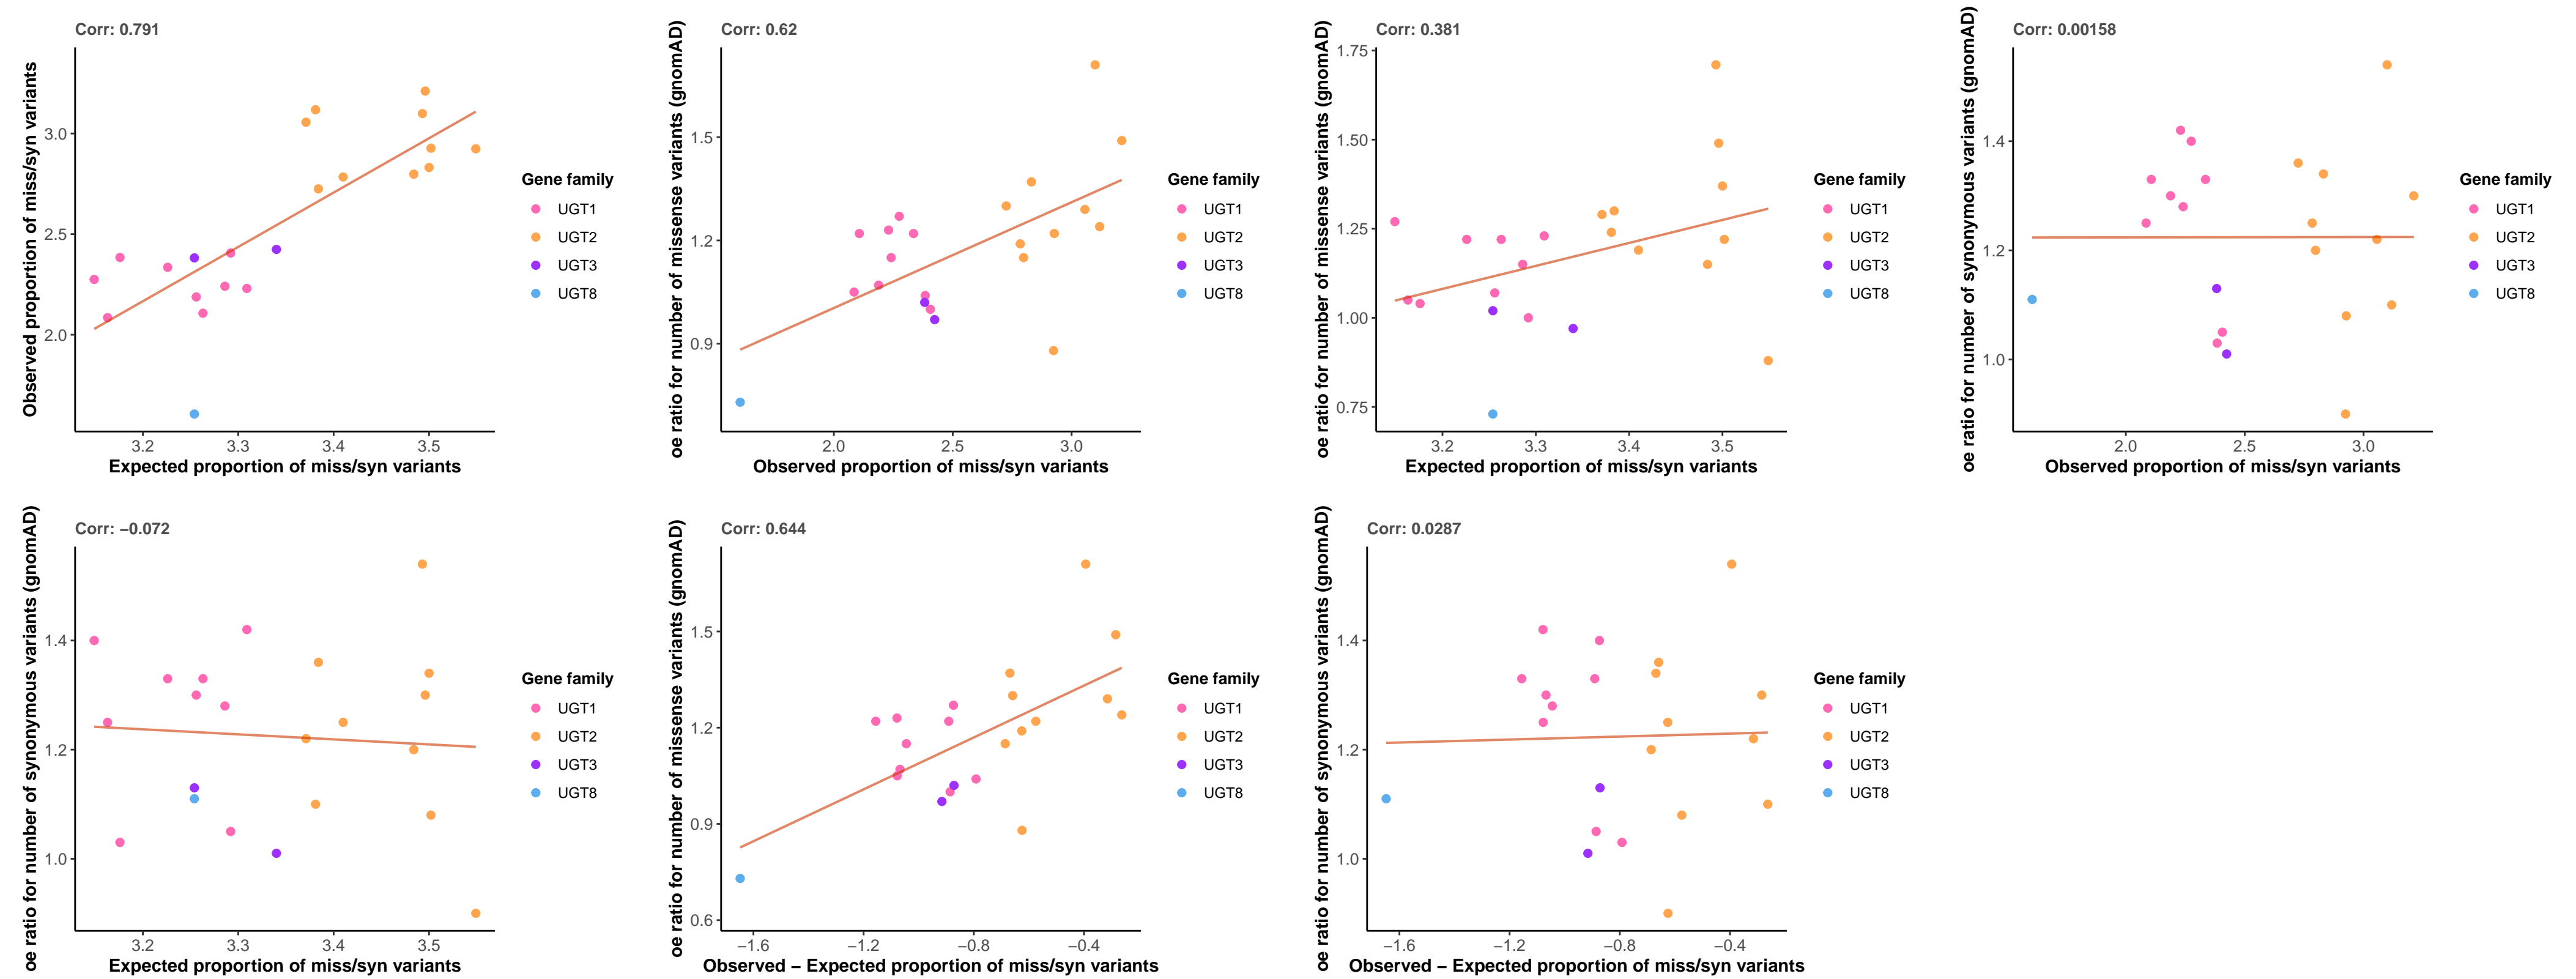 Corr: 0.791
Observed proportion of miss/syn variants
3.0
2.5
2.0
3.2 3.3 3.4 3.5
Expected proportion of miss/syn variants
Gene family
UGT1
UGT2
UGT3
UGT8
Corr: 0.62
oe ratio for number of missense variants (gnomAD)
1.5
1.2
0.9
2.0 2.5 3.0
Observed proportion of miss/syn variants
Gene family
UGT1
UGT2
UGT3
UGT8
Corr: 0.381
oe ratio for number of missense variants (gnomAD)
1.75
1.50
1.25
1.00
0.75
3.2 3.3 3.4 3.5
Expected proportion of miss/syn variants
Gene family
UGT1
UGT2
UGT3
UGT8
Corr: 0.00158
oe ratio for number of synonymous variants (gnomAD)
1.4
1.2
1.0
2.0 2.5 3.0
Observed proportion of miss/syn variants
Gene family
UGT1
UGT2
UGT3
UGT8
Corr: −0.072
oe ratio for number of synonymous variants (gnomAD)
1.4
1.2
1.0
3.2 3.3 3.4 3.5
Expected proportion of miss/syn variants
Gene family
UGT1
UGT2
UGT3
UGT8
Corr: 0.644
oe ratio for number of missense variants (gnomAD)
1.5
1.2
0.9
0.6
−1.6 −1.2 −0.8 −0.4
Observed − Expected proportion of miss/syn variants
Gene family
UGT1
UGT2
UGT3
UGT8
Corr: 0.0287
oe ratio for number of synonymous variants (gnomAD)
1.4
1.2
1.0
−1.6 −1.2 −0.8 −0.4
Observed − Expected proportion of miss/syn variants
Gene family
UGT1
UGT2
UGT3
UGT8